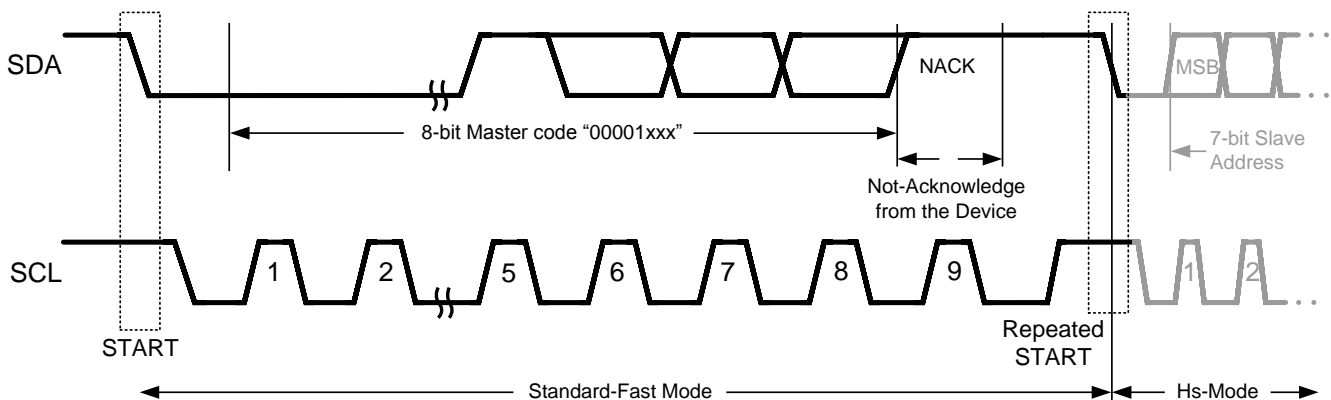 SDA
NACK
MSB
8-bit Master code “00001xxx”
7-bit Slave
Address
Not-Acknowledge
from the Device
SCL
1
2
5
6
7
8
9
1
2
START
Repeated
START
Standard-Fast Mode
Hs-Mode